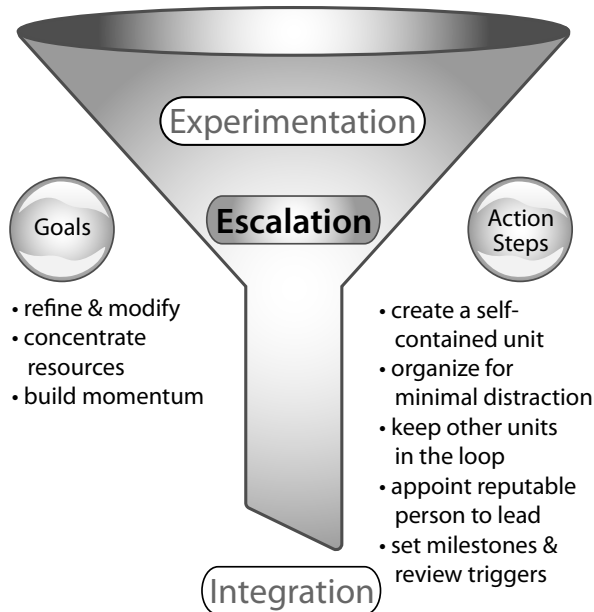 Experimentation
Escalation
Goals
• refine & modify
• concentrate
resources
• build momentum
Action
Steps
• create a self-
contained unit
• organize for
minimal distraction
• keep other units
in the loop
• appoint reputable
person to lead
• set milestones &
review triggers
Integration